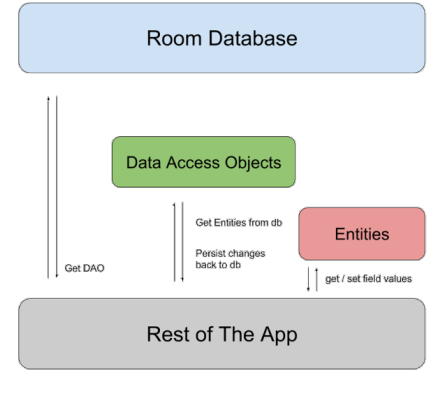 Room Database
Data Access Objects
Get Entities from db
Persist changes
back to db
Entities
Get DAO
get / set field values
Rest of The App